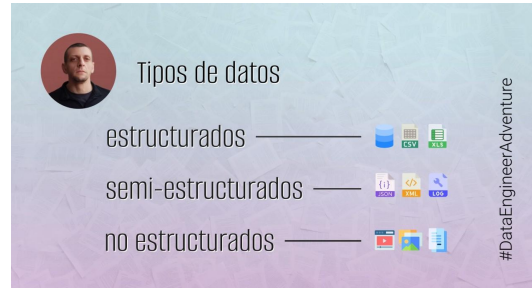 Tipos de datos
estructurados
CSV
XLS
semi-estructurados
JSON
XML
LOG
no estructurados
#DataEngineerAdventure